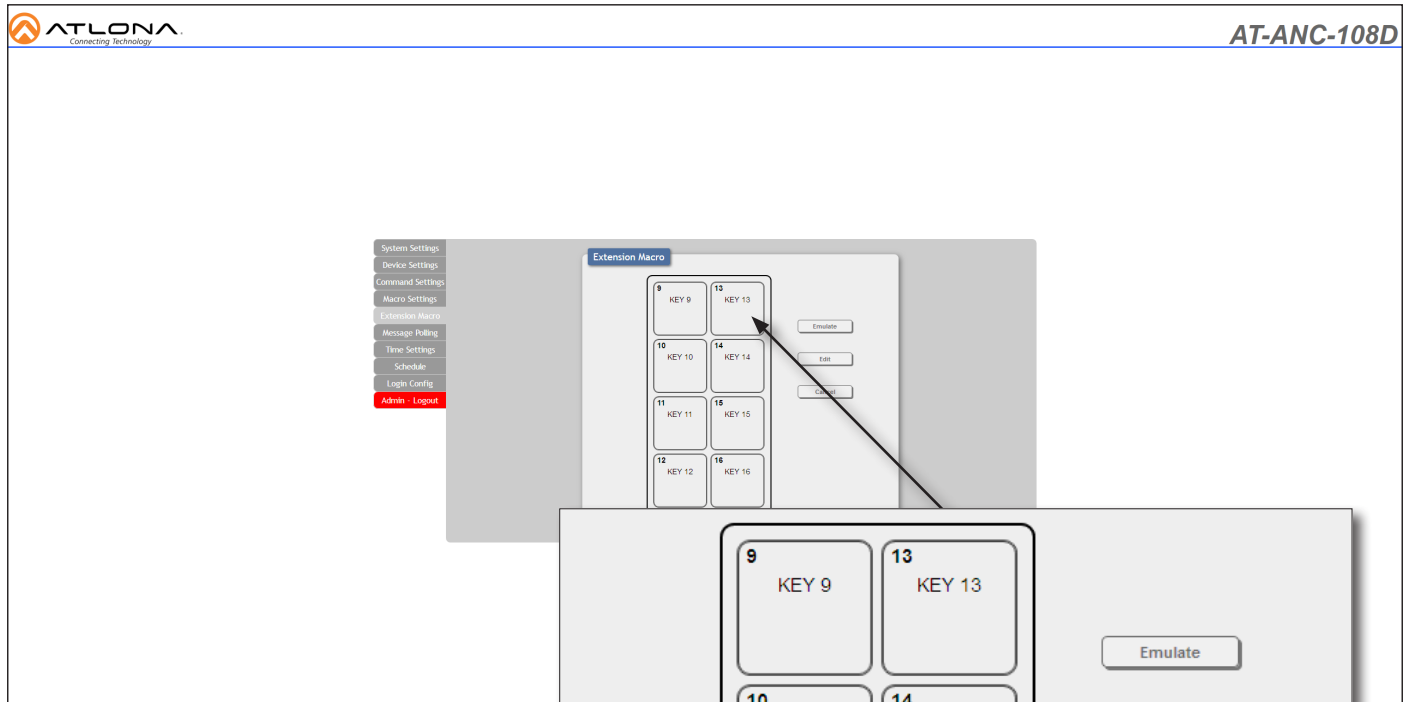 ATLONA.
Connecting Technology
AT-ANC-108D
System Settings
Device Settings
Command Settings
Macro Settings
Extension Macro
Message Polling
Time Settings
Schedule
Login Config
Admin - Logout
Extension Macro
9
KEY 9
13
KEY 13
10
KEY 10
14
KEY 14
11
KEY 11
15
KEY 15
12
KEY 12
16
KEY 16
Emulate
Edit
Cancel
9
KEY 9
13
KEY 13
Emulate
10
14